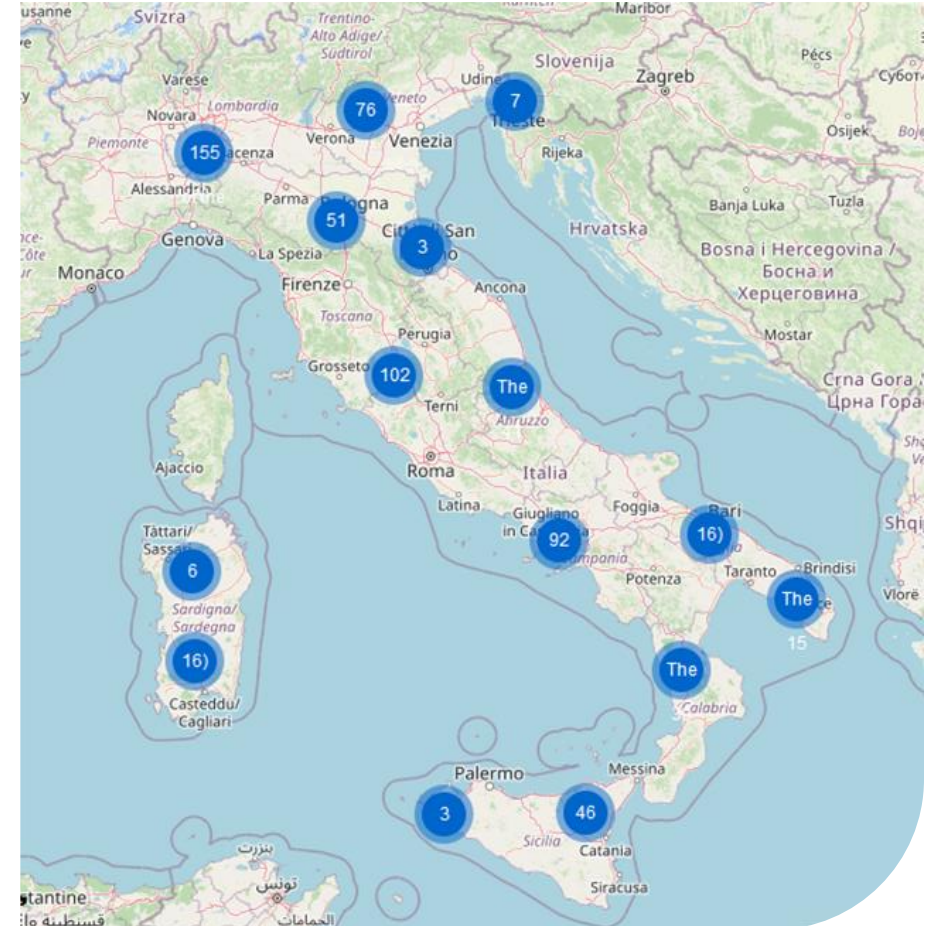 Svizra
Trentino-
Alto Adige/
Südtirol
Maribor
Slovenija
Pécs
Varese
Udine
Zagreb
76
7
Veneto
Novara
Lombardia
Trieste
Verona
Venezia
Osijek
Piemonte
155
Rijeka
Alessandria
Parma
Banja Luka
Tuzla
51
Hrvatska
Genova
La Spezia
3
Bosna i Hercegovina /
Босна и
Херцеговина
Monaco
Firenze
Ancona
Toscana
Perugia
Mostar
Grosseto
102
The
Crna Gora
Црна Гора
Terni
Abruzzo
Ajaccio
Roma
Italia
Latina
Foggia
Giugliano
Bari
Tàttari/
92
16)
Campania
Potenza
Taranto
Brindisi
6
The
Vlorë
Sardigna/
Sardegna
15
16)
The
Casteddu/
Cagliari
Calabria
Palermo
Messina
3
46
Sicilia
Catania
Siracusa
بنزرت
تونس
الحمامات